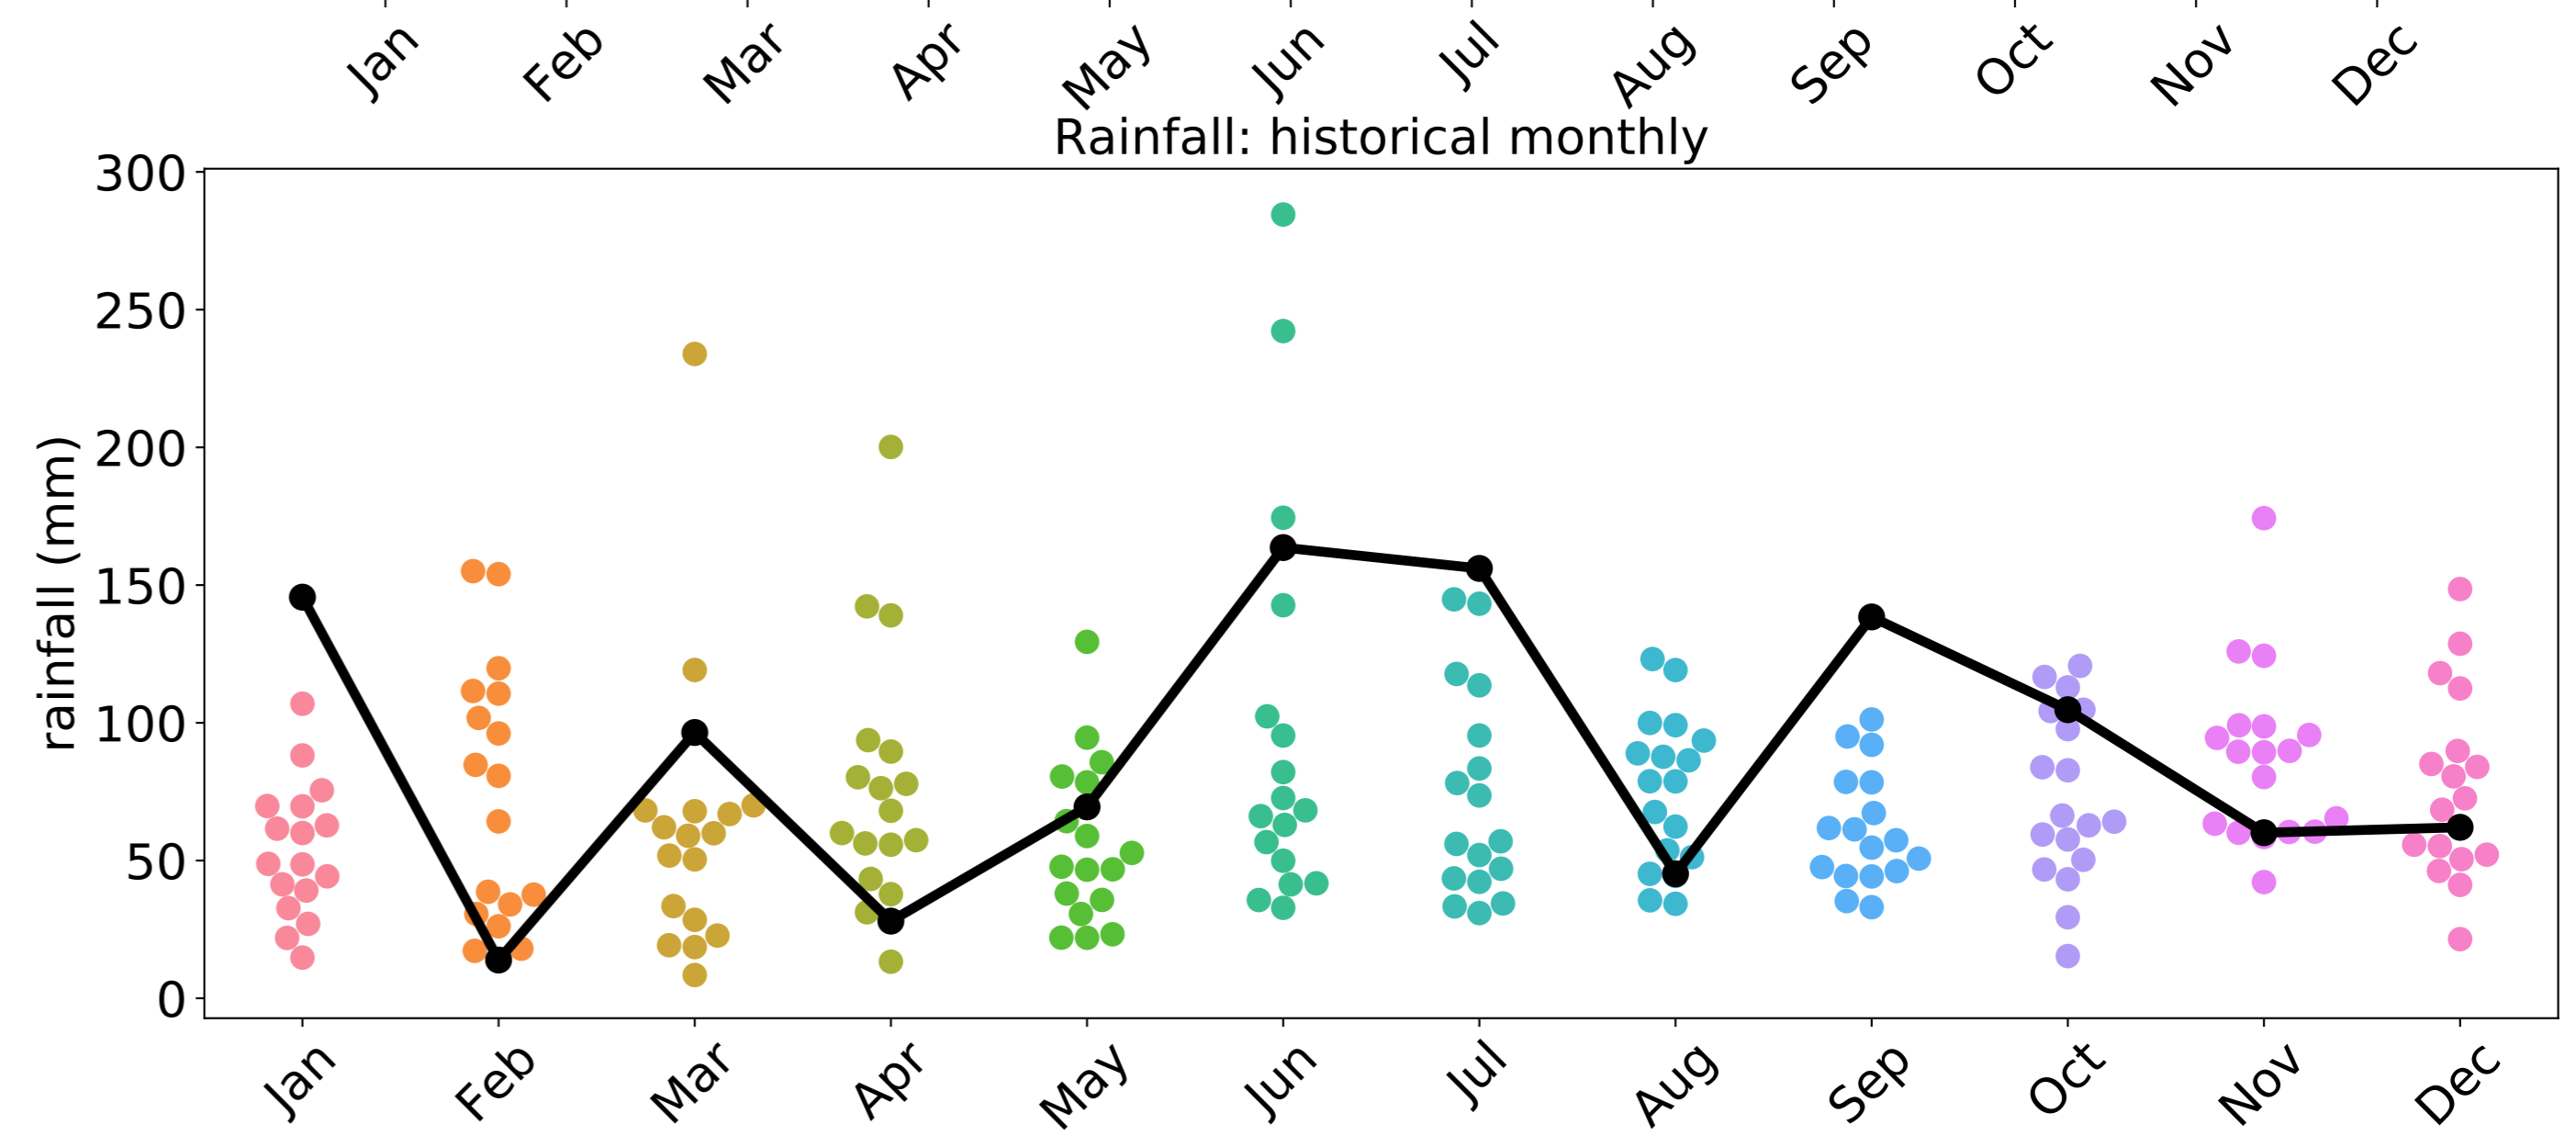 Jan Feb Mar Apr May Jun Jul Aug Sep Oct Nov Dec
Rainfall: historical monthly
300
250
200
150
100
50
0
rainfall (mm)
Jan Feb Mar Apr May Jun Jul Aug Sep Oct Nov Dec